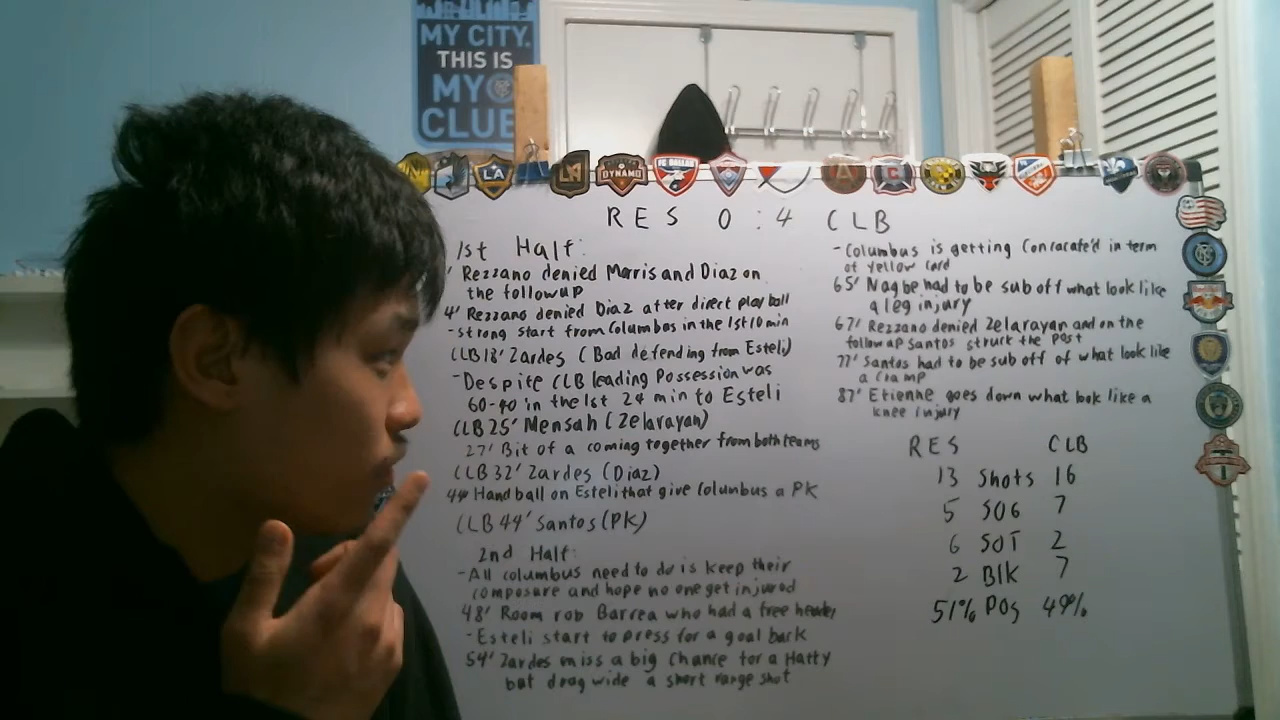 MY CITY.
THIS IS
MY
CLUB
LA
DYNAMO
FC DALLAS
RES 0:4 CLB
1st Half:
' Rezzano denied Morris and Diaz on
the followup
4' Rezzano denied Diaz after direct play ball
-strong start from Columbus in the 1st 10 min
CLB 18' Zardes (Bad defending from Esteli)
-Despite CLB leading Possession was
60-40 in the 1st 24 min to Esteli
CLB 25' Mensah (Zelarayan)
27' Bit of a coming together from both teams
CLB 32' Zardes (Diaz)
44' Hand ball on Esteli that give Columbus a PK
CLB 44' Santos (PK)
2nd Half:
-All columbus need to do is keep their
composure and hope no one get injured
48' Room rob Barrea who had a free header
-Esteli start to press for a goal back
54' Zardes miss a big chance for a Hatty
but drag wide a short range shot
-Columbus is getting Concacafe'd in term
of yellow card
65' Nagbe had to be sub off what look like
a leg injury
67' Rezzano denied Zelarayan and on the
follow up Santos struck the post
77' Santos had to be sub off of what look like
a cramp
87' Etienne goes down what look like a
knee injury
RES CLB
13 Shots 16
5 SOG 7
6 SOT 2
2 Blk 7
51% Pos 49%